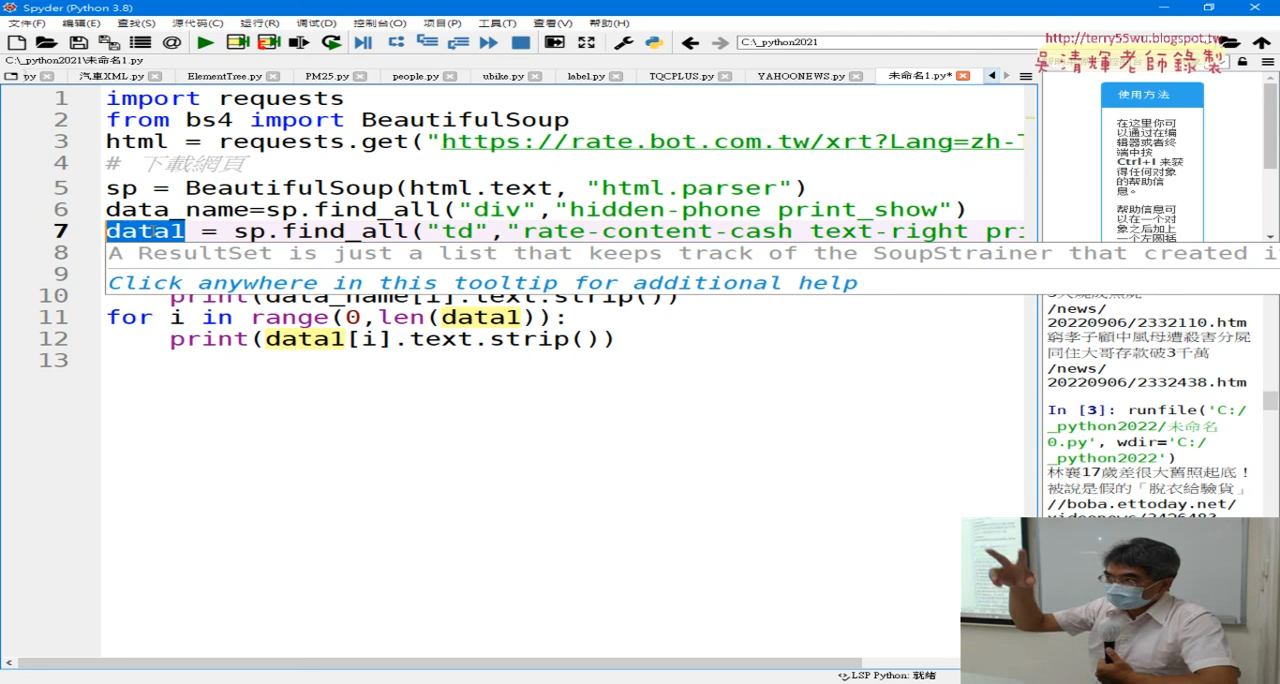 Spyder (Python 3.8)
文件(F) 编辑(E) 查找(S) 源代码(C) 运行(R) 调试(D) 控制台(O) 项目(P) 工具(T) 查看(V) 帮助(H)
C:\_python2021
http://terry55wu.blogspot.tw
吳清輝老師錄製
C:\_python2021\未命名1.py
py 汽車XML.py ElementTree.py PM25.py people.py ubike.py label.py TQCPLUS.py YAHOONEWS.py 未命名1.py*
1 import requests
2 from bs4 import BeautifulSoup
3 html = requests.get("https://rate.bot.com.tw/xrt?Lang=zh-T
4 # 下載網頁
5 sp = BeautifulSoup(html.text, "html.parser")
6 data_name=sp.find_all("div","hidden-phone print_show")
7 data1 = sp.find_all("td","rate-content-cash text-right pri
8
A ResultSet is just a list that keeps track of the SoupStrainer that created i
9
Click anywhere in this tooltip for additional help
10 print(data_name[i].text.strip())
11 for i in range(0,len(data1)):
12 print(data1[i].text.strip())
13
使用方法
在这里你可
以通过在编
辑器或者终
端中按
Ctrl+I 来获
得任何对象
的帮助信
息。
帮助信息可
以在一个对
象之后加上
一个左圆括
/news/
20220906/2332110.htm
窮孝子顧中風母遭殺害分屍
同住大哥存款破3千萬
/news/
20220906/2332438.htm
In [3]: runfile('C:/
_python2022/未命名
0.py', wdir='C:/
_python2022')
林襄17歲差很大舊照起底！
被說是假的「脫衣給驗貨」
//boba.ettoday.net/
LSP Python: 就绪